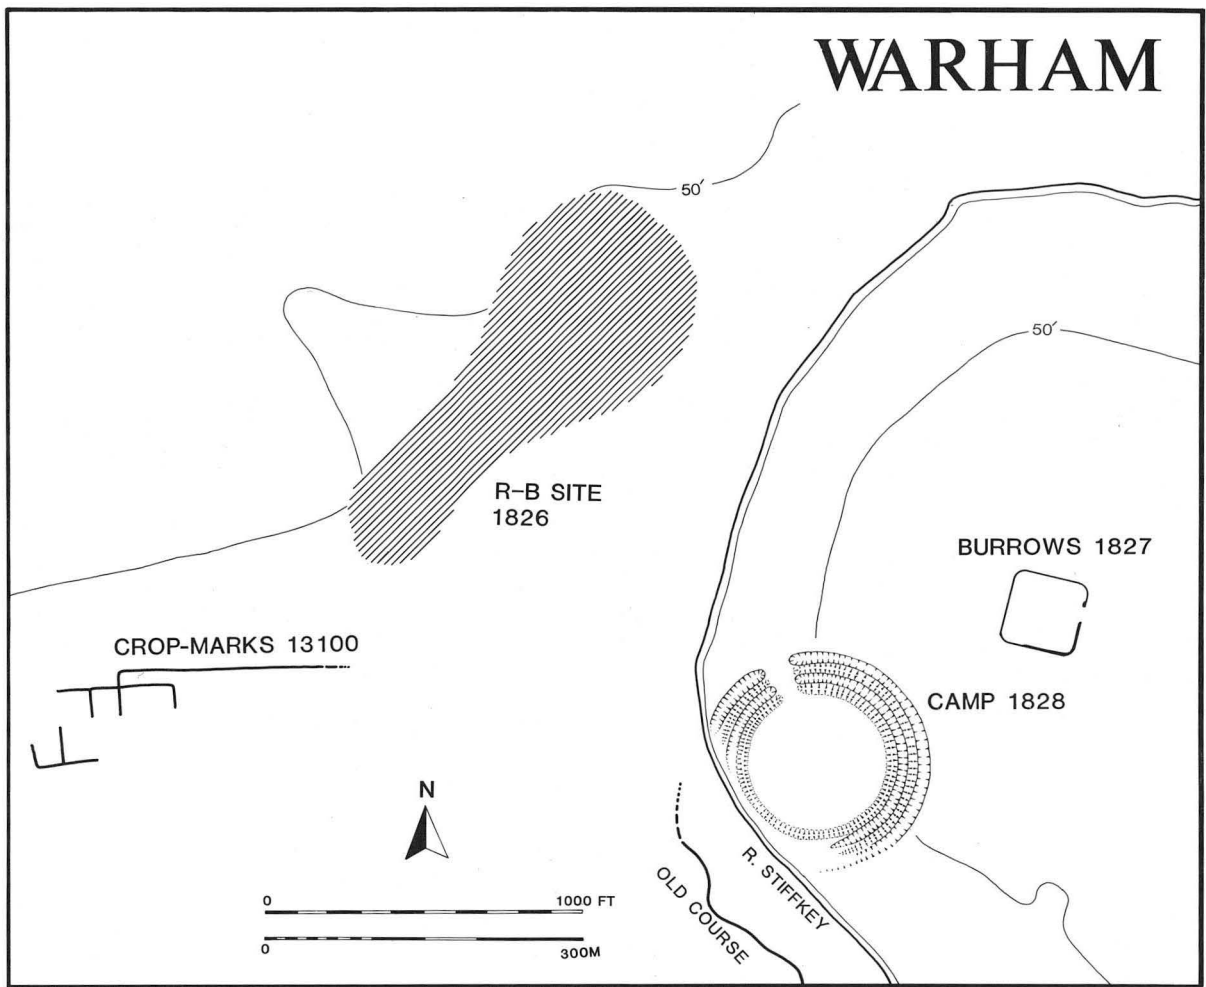 WARHAM
50′
50′
R-B SITE
1826
BURROWS 1827
CROP-MARKS 13100
CAMP 1828
N
R. STIFFKEY
OLD COURSE
0 1000 FT
0 300M